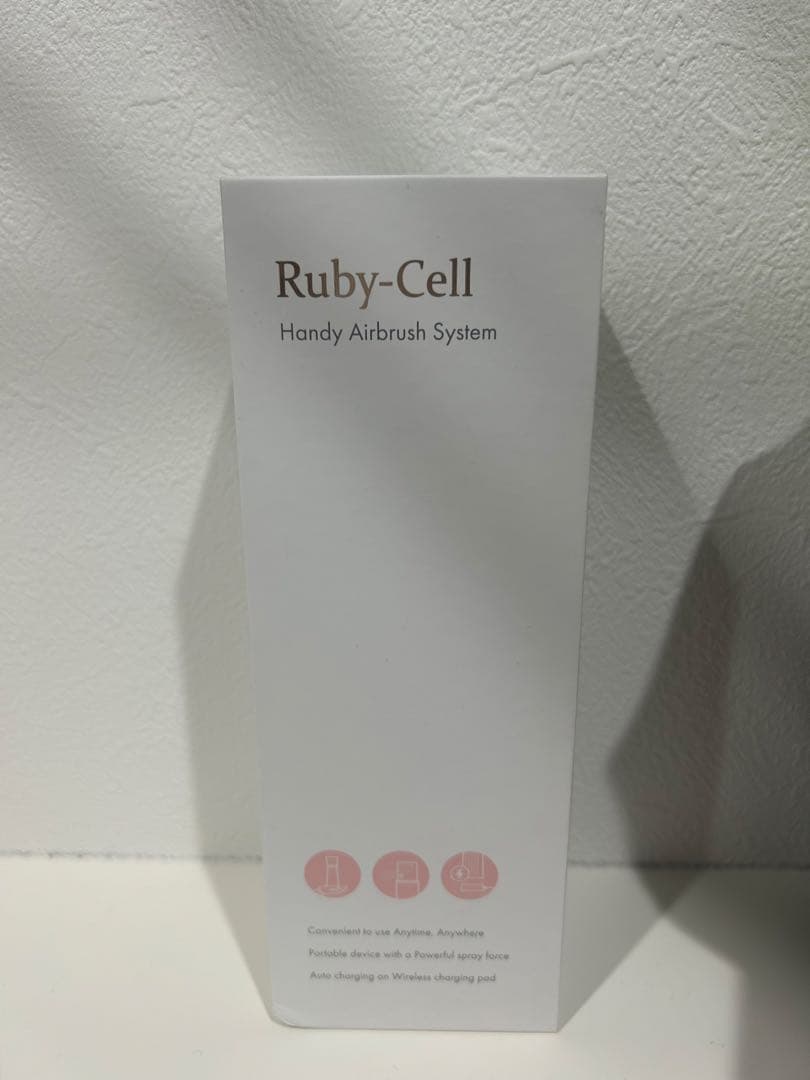 Ruby-Cell
Handy Airbrush System
Convenient to use Anytime, Anywhere
Portable device with a Powerful spray force
Auto charging on Wireless charging pad